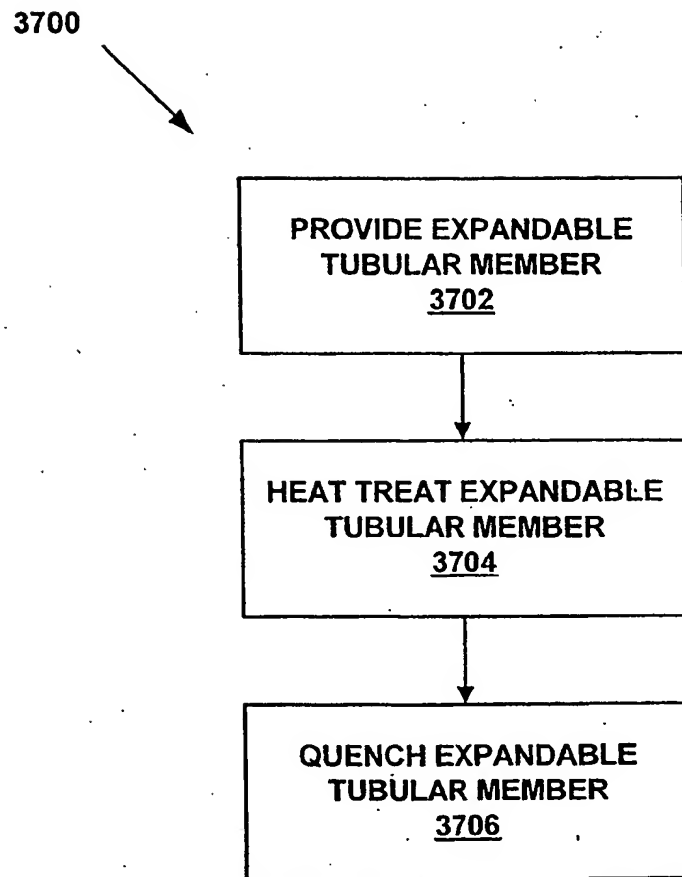 3700
PROVIDE EXPANDABLE
TUBULAR MEMBER
3702
HEAT TREAT EXPANDABLE
TUBULAR MEMBER
3704
QUENCH EXPANDABLE
TUBULAR MEMBER
3706